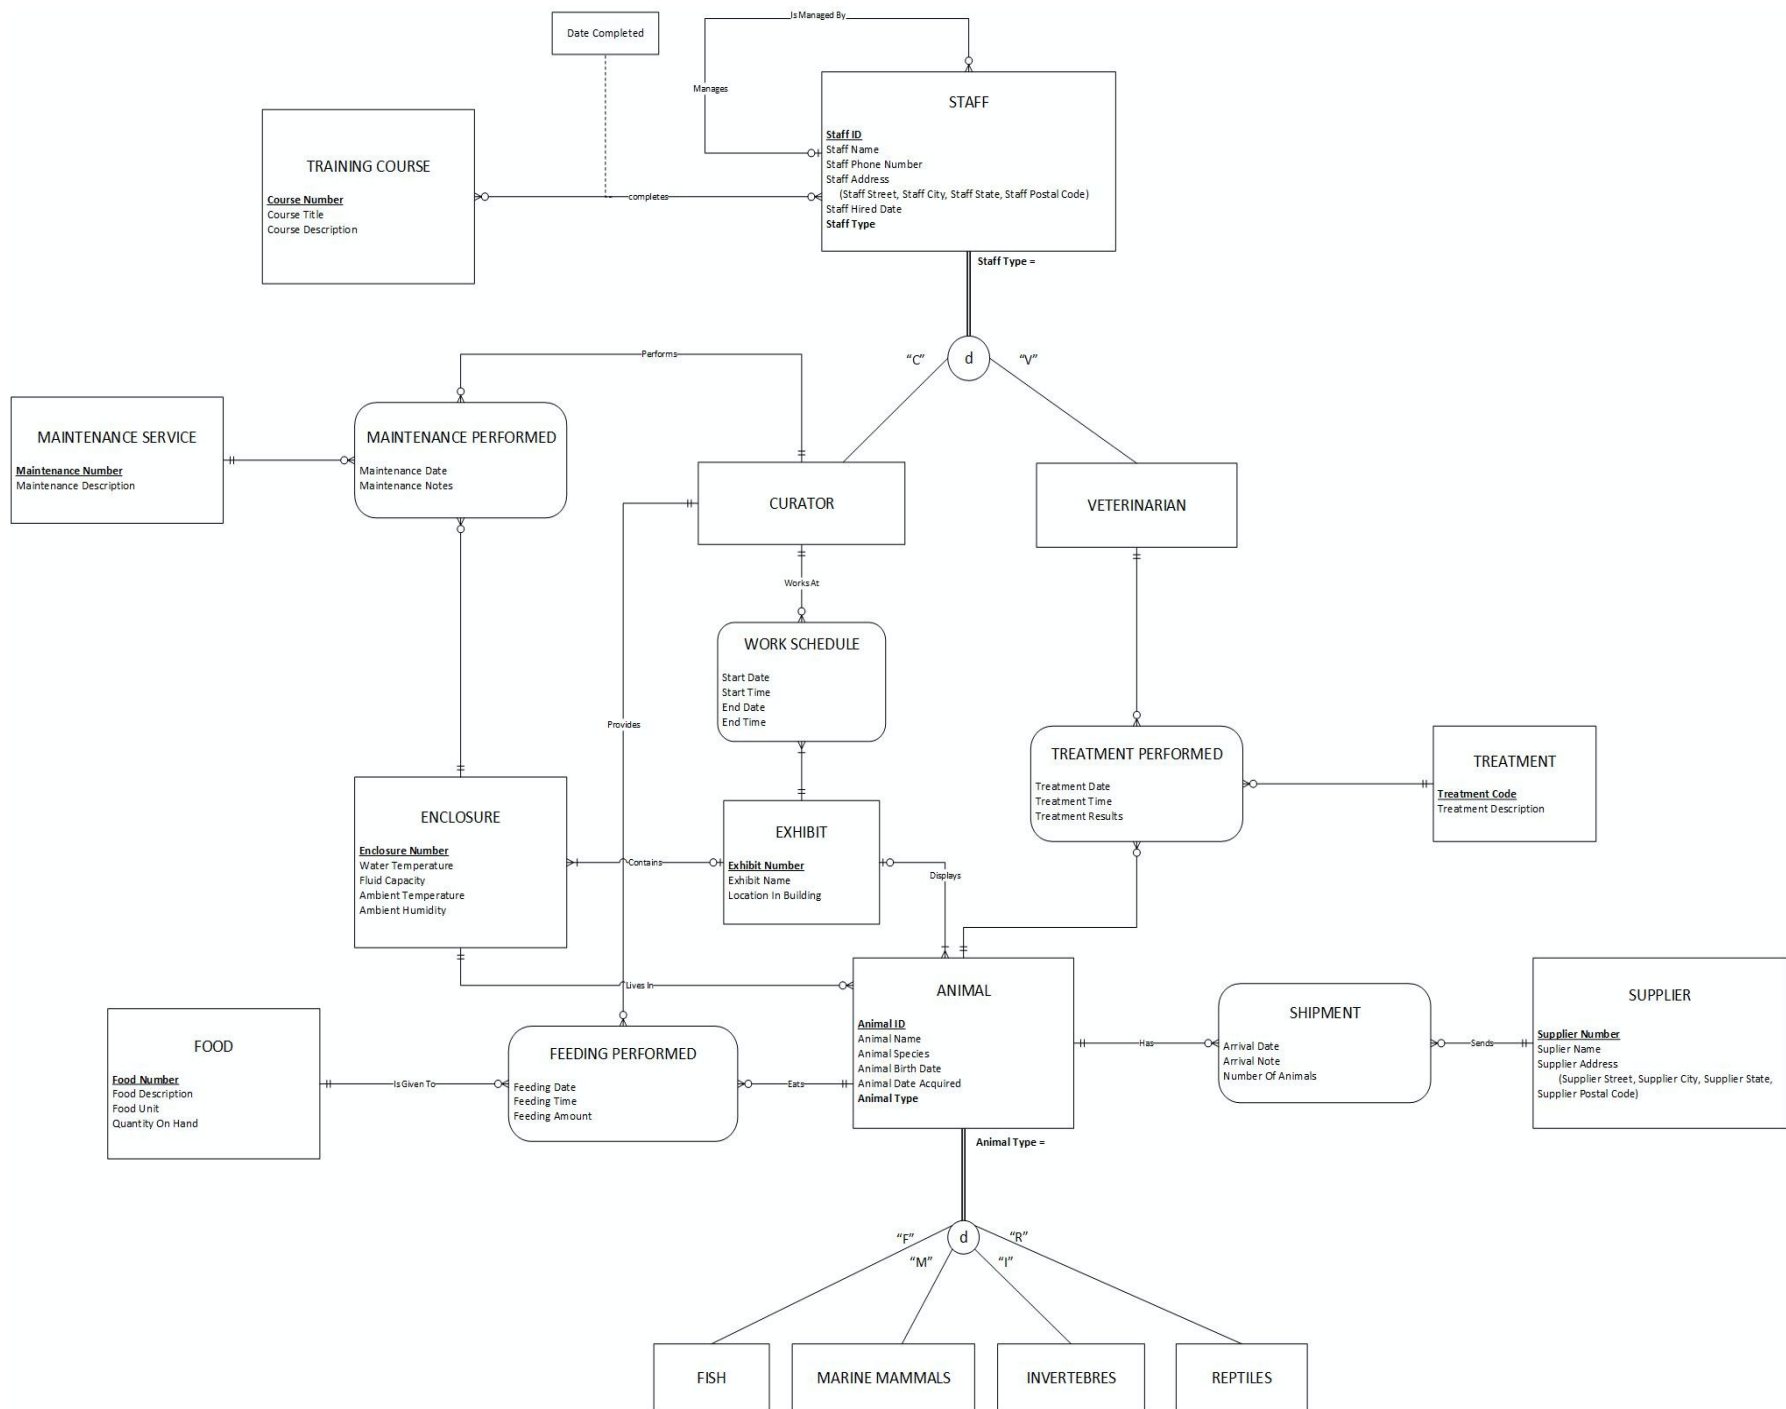 Is Managed By
Date Completed
Manages
STAFF
Staff ID
Staff Name
Staff Phone Number
Staff Address
(Staff Street, Staff City, Staff State, Staff Postal Code)
Staff Hired Date
Staff Type
TRAINING COURSE
Course Number
Course Title
Course Description
completes
Staff Type =
"C"
d
"V"
Performs
MAINTENANCE SERVICE
Maintenance Number
Maintenance Description
MAINTENANCE PERFORMED
Maintenance Date
Maintenance Notes
CURATOR
VETERINARIAN
Works At
WORK SCHEDULE
Start Date
Start Time
End Date
End Time
Provides
TREATMENT PERFORMED
Treatment Date
Treatment Time
Treatment Results
TREATMENT
Treatment Code
Treatment Description
ENCLOSURE
Enclosure Number
Water Temperature
Fluid Capacity
Ambient Temperature
Ambient Humidity
Contains
EXHIBIT
Exhibit Number
Exhibit Name
Location In Building
Displays
Lives In
ANIMAL
Animal ID
Animal Name
Animal Species
Animal Birth Date
Animal Date Acquired
Animal Type
Has
SHIPMENT
Arrival Date
Arrival Note
Number Of Animals
Sends
SUPPLIER
Supplier Number
Suplier Name
Supplier Address
(Supplier Street, Supplier City, Supplier State,
Supplier Postal Code)
FOOD
Food Number
Food Description
Food Unit
Quantity On Hand
Is Given To
FEEDING PERFORMED
Feeding Date
Feeding Time
Feeding Amount
Eats
Animal Type =
"F"
"M"
d
"I"
"R"
FISH
MARINE MAMMALS
INVERTEBRES
REPTILES